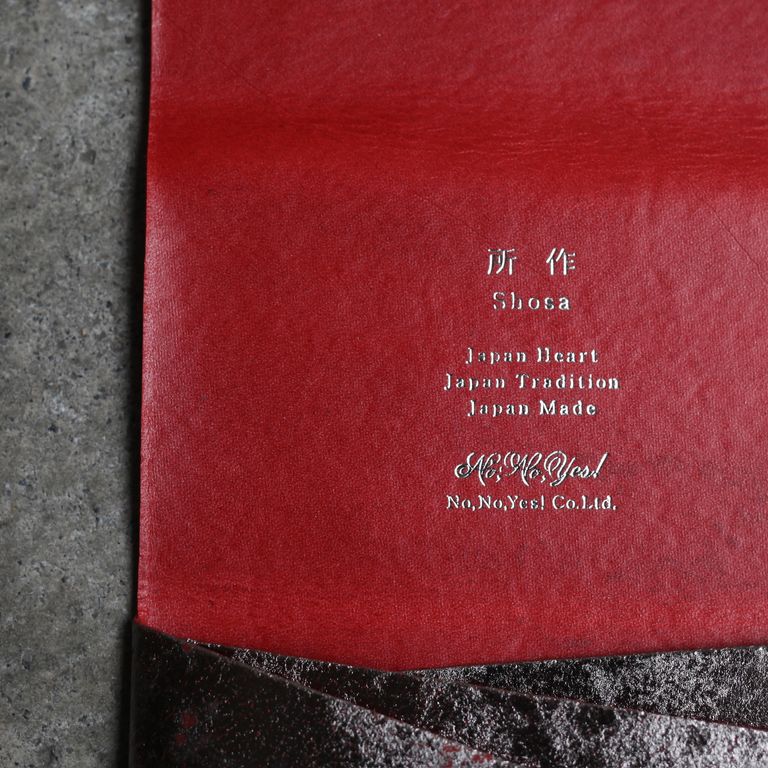 所作
Shosa
Japan Heart
Japan Tradition
Japan Made
No,No,Yes!
No,No,Yes! Co.Ltd.